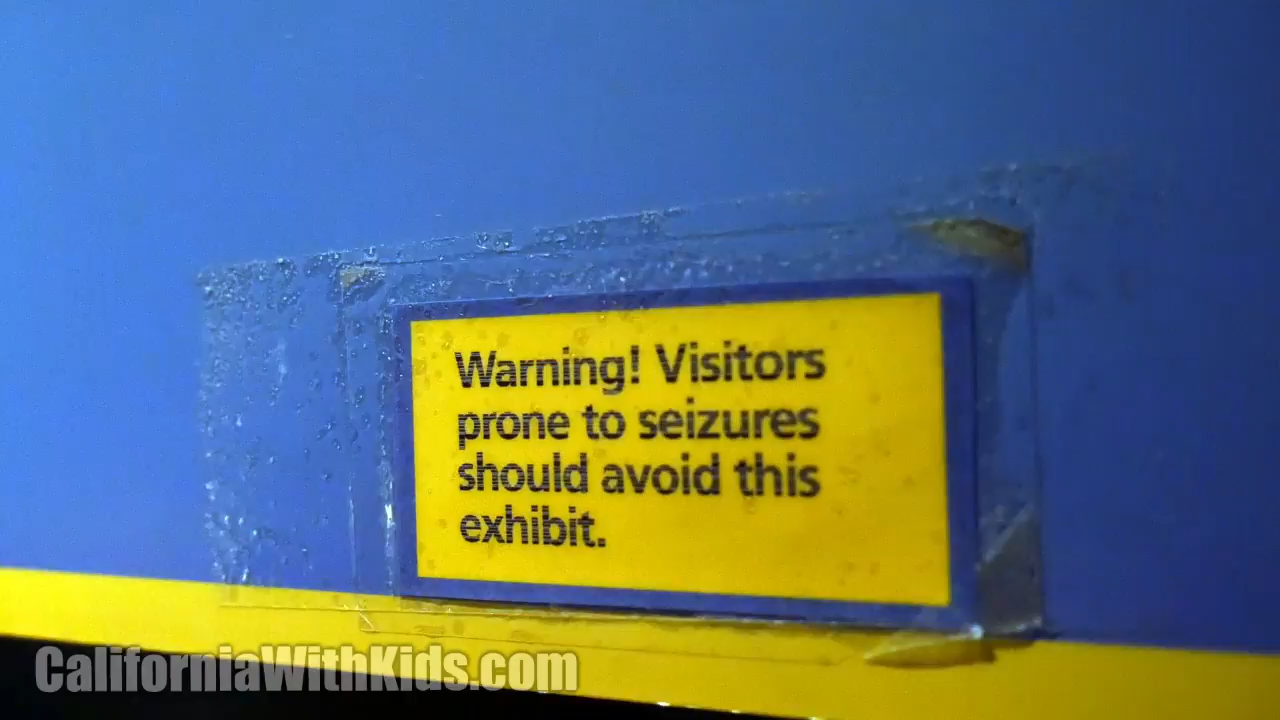 Warning! Visitors
prone to seizures
should avoid this
exhibit.
CaliforniaWithKids.com